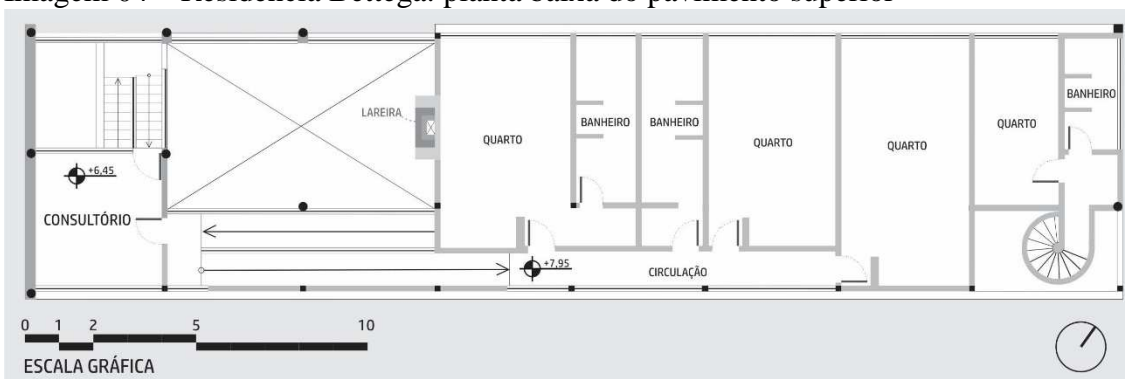 Imagem 04 – Residência Bettega: planta baixa do pavimento superior
LAREIRA
QUARTO
BANHEIRO
BANHEIRO
QUARTO
QUARTO
QUARTO
BANHEIRO
+6,45
CONSULTÓRIO
+7,95
CIRCULAÇÃO
0 1 2 5 10
ESCALA GRÁFICA